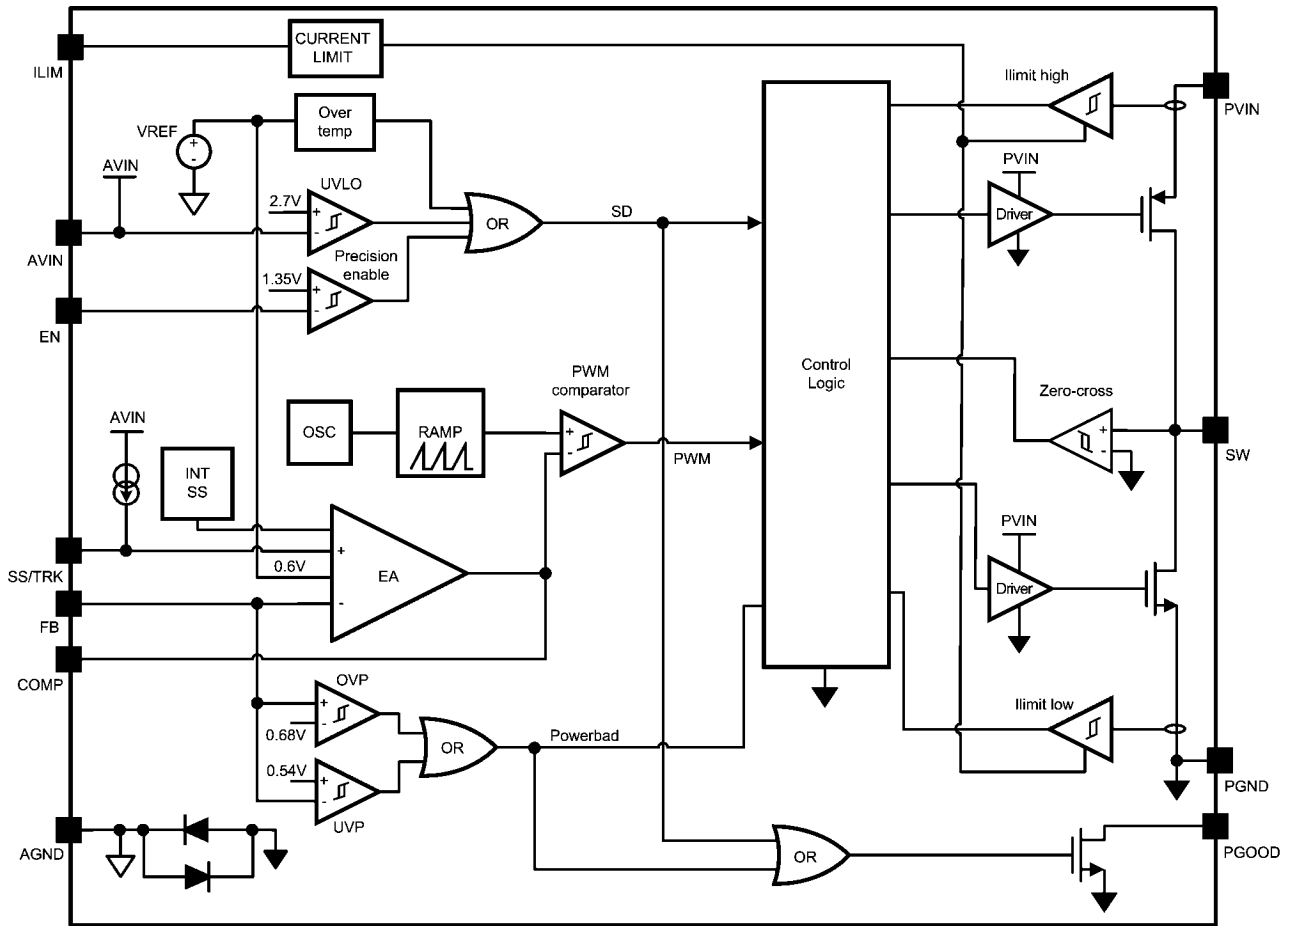 CURRENT
LIMIT
ILIM
Ilimit high
PVIN
Over
temp
VREF
+
-
AVIN
UVLO
2.7V
+
-
OR
SD
PVIN
Driver
AVIN
Precision
enable
1.35V
+
-
EN
Control
Logic
PWM
comparator
OSC
RAMP
+
-
PWM
Zero-cross
+
-
SW
AVIN
INT
SS
SS/TRK
+
0.6V
EA
-
FB
PVIN
Driver
COMP
OVP
+
-
0.68V
OR
Powerbad
Ilimit low
0.54V
+
-
UVP
PGND
AGND
OR
PGOOD